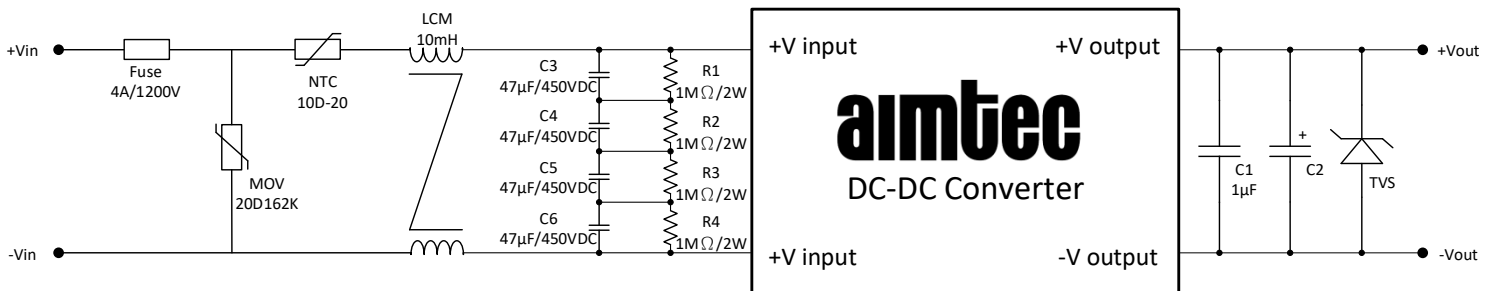 +Vin
Fuse
4A/1200V
MOV
20D162K
NTC
10D-20
LCM
10mH
C3
47μF/450VDC
C4
47μF/450VDC
C5
47μF/450VDC
C6
47μF/450VDC
R1
1MΩ/2W
R2
1MΩ/2W
R3
1MΩ/2W
R4
1MΩ/2W
-Vin
+V input
+V output
aimtec
DC-DC Converter
+V input
-V output
C1
1μF
+
C2
TVS
+Vout
-Vout